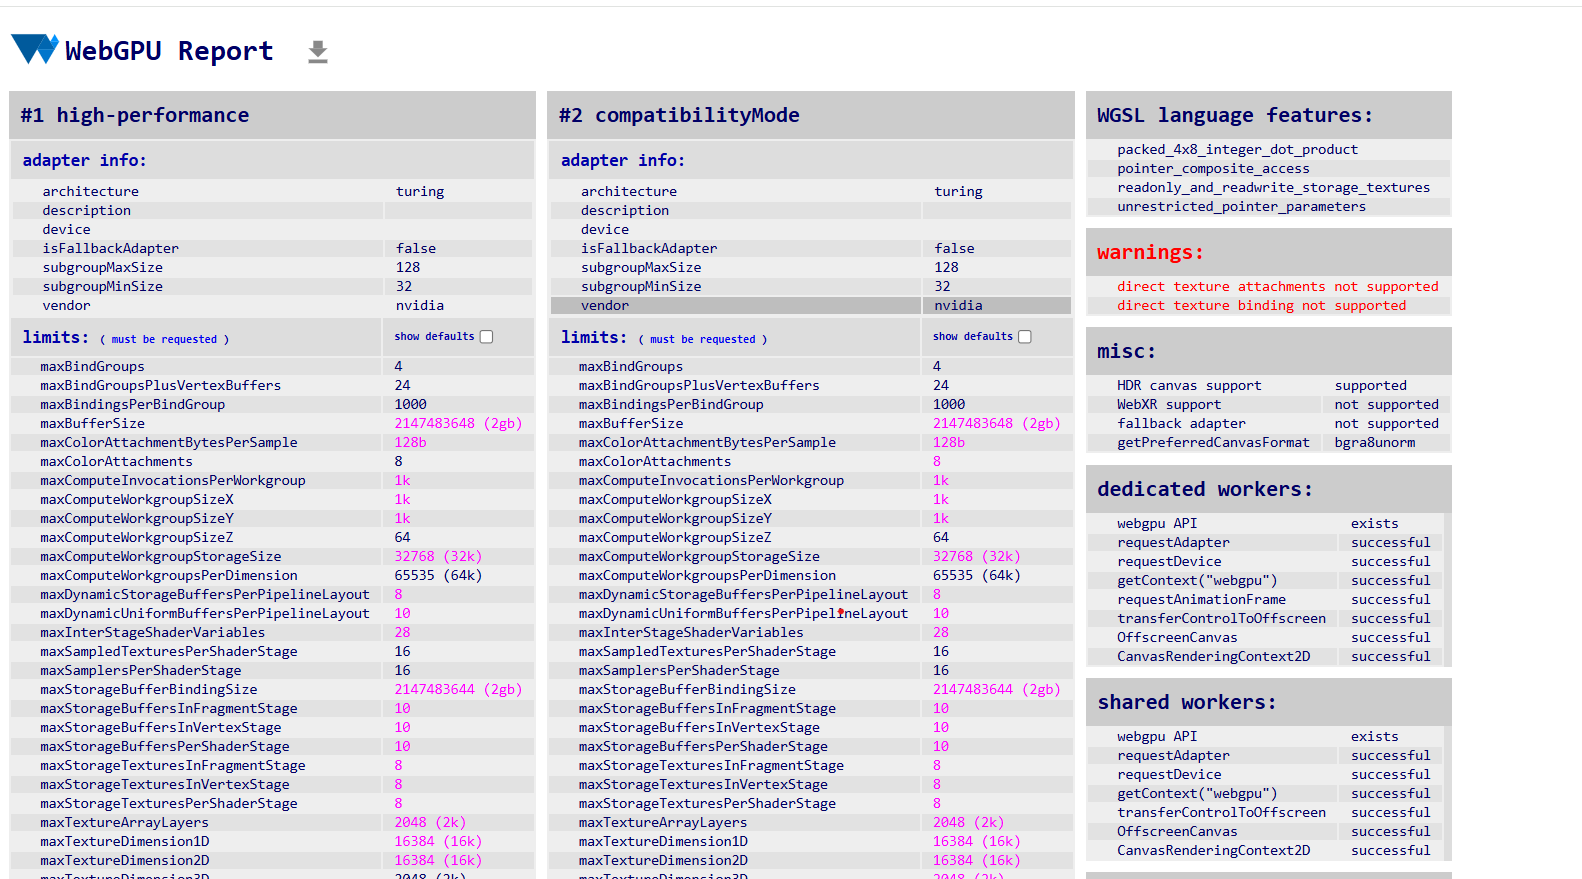 WebGPU Report
#1 high-performance
adapter info:
architecture turing
description
device
isFallbackAdapter false
subgroupMaxSize 128
subgroupMinSize 32
vendor nvidia
limits: ( must be requested ) show defaults
maxBindGroups 4
maxBindGroupsPlusVertexBuffers 24
maxBindingsPerBindGroup 1000
maxBufferSize 2147483648 (2gb)
maxColorAttachmentBytesPerSample 128b
maxColorAttachments 8
maxComputeInvocationsPerWorkgroup 1k
maxComputeWorkgroupSizeX 1k
maxComputeWorkgroupSizeY 1k
maxComputeWorkgroupSizeZ 64
maxComputeWorkgroupStorageSize 32768 (32k)
maxComputeWorkgroupsPerDimension 65535 (64k)
maxDynamicStorageBuffersPerPipelineLayout 8
maxDynamicUniformBuffersPerPipelineLayout 10
maxInterStageShaderVariables 28
maxSampledTexturesPerShaderStage 16
maxSamplersPerShaderStage 16
maxStorageBufferBindingSize 2147483644 (2gb)
maxStorageBuffersInFragmentStage 10
maxStorageBuffersInVertexStage 10
maxStorageBuffersPerShaderStage 10
maxStorageTexturesInFragmentStage 8
maxStorageTexturesInVertexStage 8
maxStorageTexturesPerShaderStage 8
maxTextureArrayLayers 2048 (2k)
maxTextureDimension1D 16384 (16k)
maxTextureDimension2D 16384 (16k)
maxTextureDimension3D 2048 (2k)
#2 compatibilityMode
adapter info:
architecture turing
description
device
isFallbackAdapter false
subgroupMaxSize 128
subgroupMinSize 32
vendor nvidia
limits: ( must be requested ) show defaults
maxBindGroups 4
maxBindGroupsPlusVertexBuffers 24
maxBindingsPerBindGroup 1000
maxBufferSize 2147483648 (2gb)
maxColorAttachmentBytesPerSample 128b
maxColorAttachments 8
maxComputeInvocationsPerWorkgroup 1k
maxComputeWorkgroupSizeX 1k
maxComputeWorkgroupSizeY 1k
maxComputeWorkgroupSizeZ 64
maxComputeWorkgroupStorageSize 32768 (32k)
maxComputeWorkgroupsPerDimension 65535 (64k)
maxDynamicStorageBuffersPerPipelineLayout 8
maxDynamicUniformBuffersPerPipelineLayout 10
maxInterStageShaderVariables 28
maxSampledTexturesPerShaderStage 16
maxSamplersPerShaderStage 16
maxStorageBufferBindingSize 2147483644 (2gb)
maxStorageBuffersInFragmentStage 10
maxStorageBuffersInVertexStage 10
maxStorageBuffersPerShaderStage 10
maxStorageTexturesInFragmentStage 8
maxStorageTexturesInVertexStage 8
maxStorageTexturesPerShaderStage 8
maxTextureArrayLayers 2048 (2k)
maxTextureDimension1D 16384 (16k)
maxTextureDimension2D 16384 (16k)
maxTextureDimension3D 2048 (2k)
WGSL language features:
packed_4x8_integer_dot_product
pointer_composite_access
readonly_and_readwrite_storage_textures
unrestricted_pointer_parameters
warnings:
direct texture attachments not supported
direct texture binding not supported
misc:
HDR canvas support supported
WebXR support not supported
fallback adapter not supported
getPreferredCanvasFormat bgra8unorm
dedicated workers:
webgpu API exists
requestAdapter successful
requestDevice successful
getContext("webgpu") successful
requestAnimationFrame successful
transferControlToOffscreen successful
OffscreenCanvas successful
CanvasRenderingContext2D successful
shared workers:
webgpu API exists
requestAdapter successful
requestDevice successful
getContext("webgpu") successful
transferControlToOffscreen successful
OffscreenCanvas successful
CanvasRenderingContext2D successful